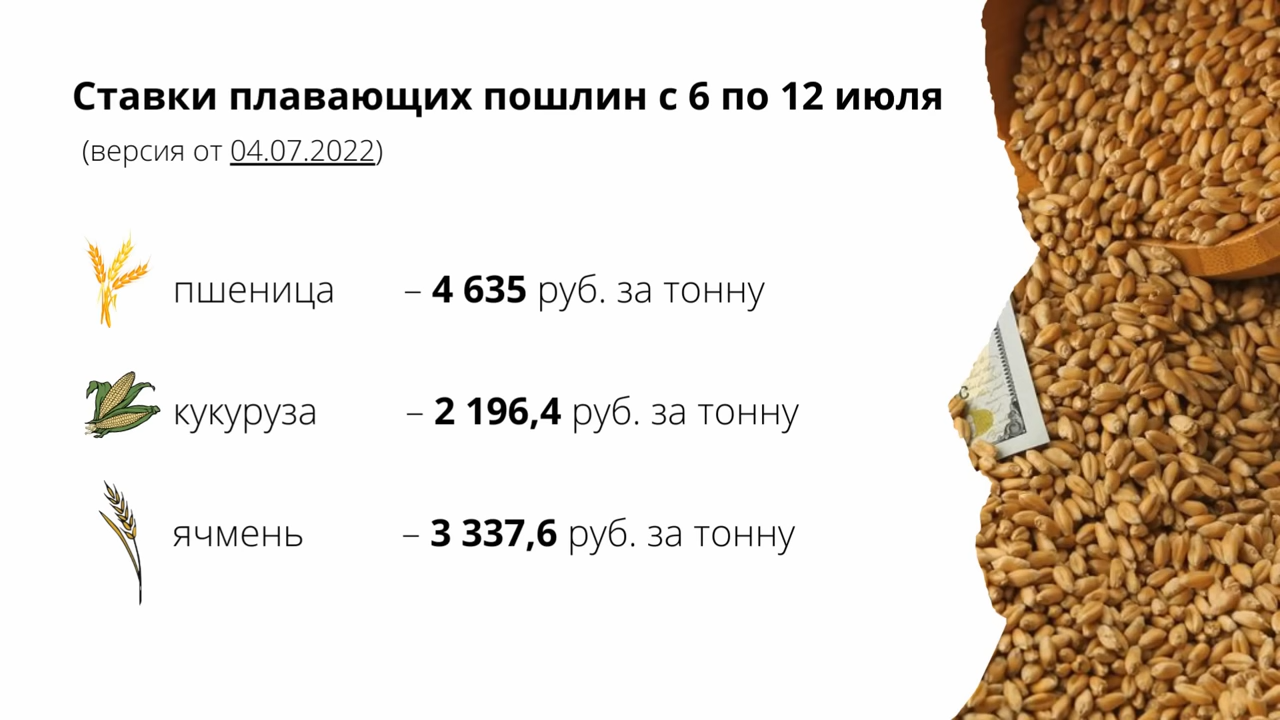 Ставки плавающих пошлин с 6 по 12 июля
(версия от 04.07.2022)
пшеница – 4 635 руб. за тонну
кукуруза – 2 196,4 руб. за тонну
ячмень – 3 337,6 руб. за тонну